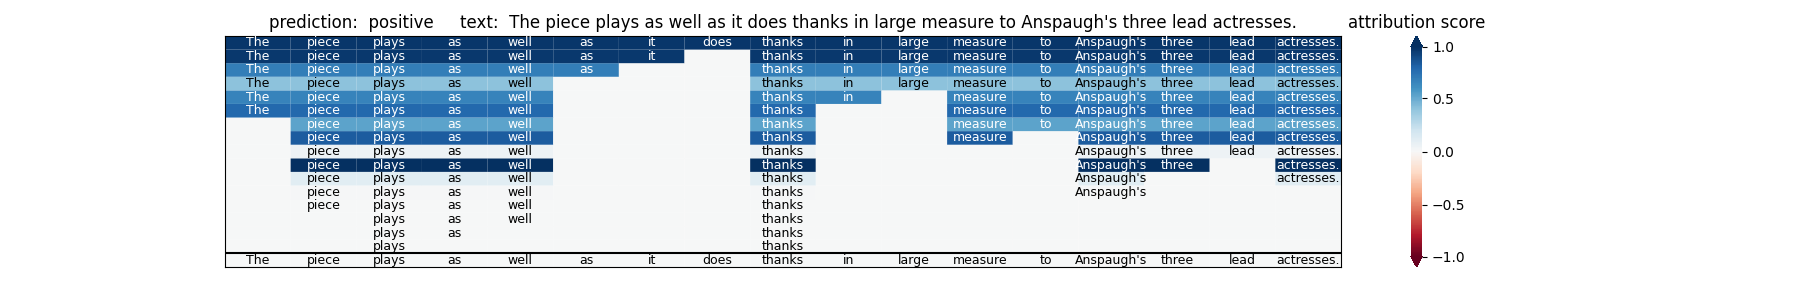 prediction:  positive     text:  The piece plays as well as it does thanks in large measure to Anspaugh's three lead actresses.
attribution score
The piece plays as well as it does thanks in large measure to Anspaugh's three lead actresses.
The piece plays as well as it thanks in large measure to Anspaugh's three lead actresses.
The piece plays as well as thanks in large measure to Anspaugh's three lead actresses.
The piece plays as well thanks in large measure to Anspaugh's three lead actresses.
The piece plays as well thanks in measure to Anspaugh's three lead actresses.
The piece plays as well thanks measure to Anspaugh's three lead actresses.
piece plays as well thanks measure to Anspaugh's three lead actresses.
piece plays as well thanks measure Anspaugh's three lead actresses.
piece plays as well thanks Anspaugh's three lead
piece plays as well thanks Anspaugh's three actresses.
piece plays as well thanks Anspaugh's actresses.
piece plays as well thanks Anspaugh's
piece plays as well thanks
plays as well thanks
plays as thanks
plays thanks
The piece plays as well as it does thanks in large measure to Anspaugh's three lead actresses.
1.0
0.5
0.0
−0.5
−1.0